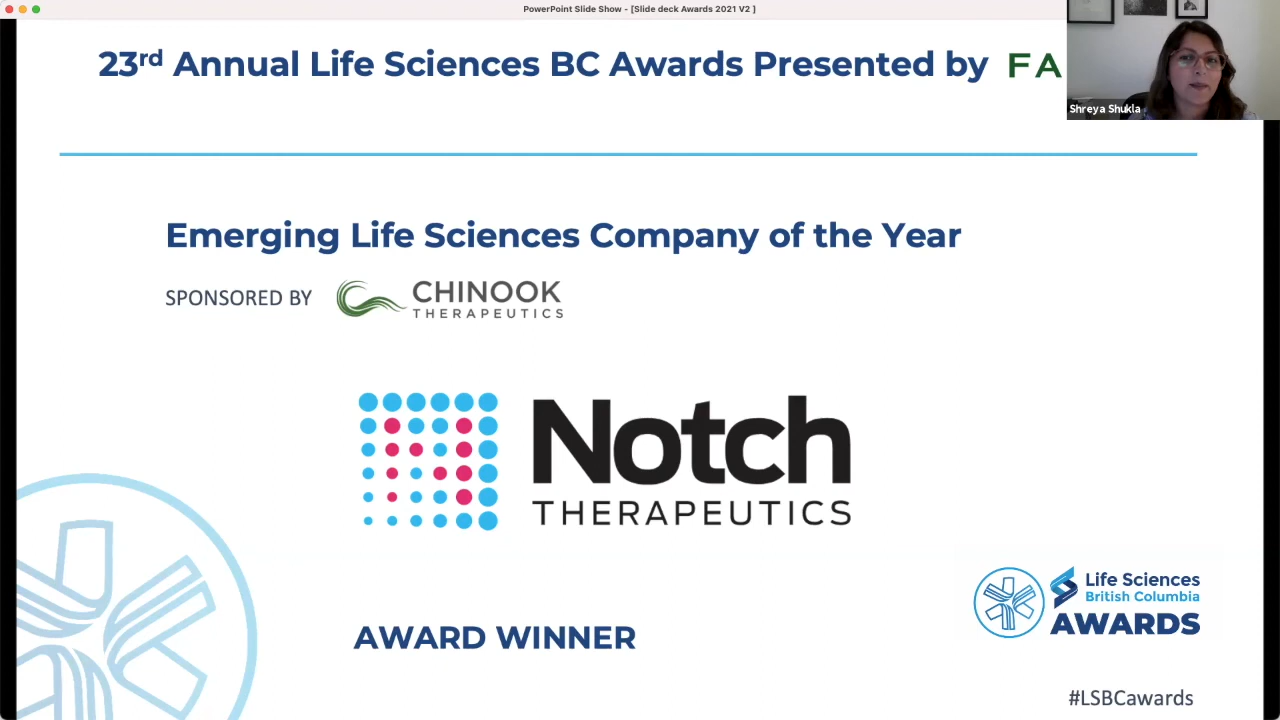 PowerPoint Slide Show - [Slide deck Awards 2021 V2 ]
23rd Annual Life Sciences BC Awards Presented by FA
Shreya Shukla
Emerging Life Sciences Company of the Year
SPONSORED BY CHINOOK
THERAPEUTICS
Notch
THERAPEUTICS
Life Sciences
British Columbia
AWARDS
AWARD WINNER
#LSBCawards